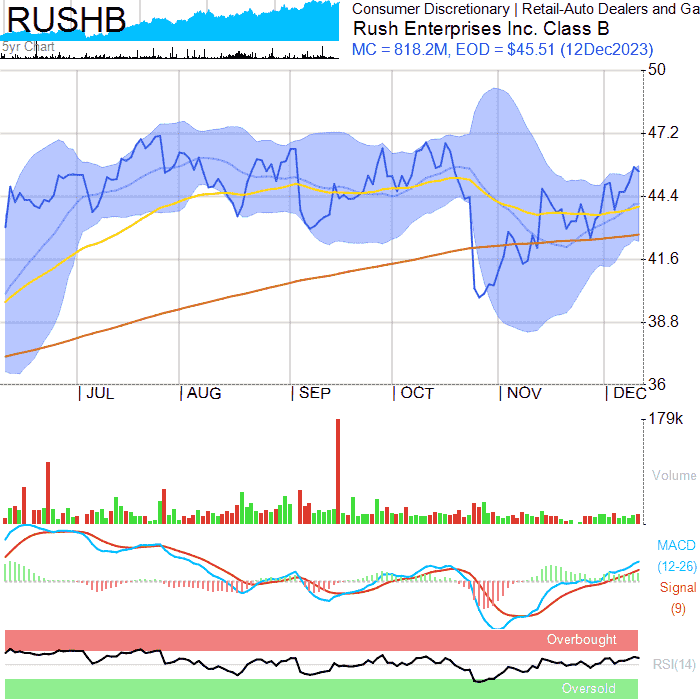 RUSHB
5yr Chart
Consumer Discretionary | Retail-Auto Dealers and Ga
Rush Enterprises Inc. Class B
MC = 818.2M, EOD = $45.51 (12Dec2023)
50
47.2
44.4
41.6
38.8
36
JUL AUG SEP OCT NOV DEC
179k
Volume
MACD
(12-26)
Signal
(9)
Overbought
RSI(14)
Oversold